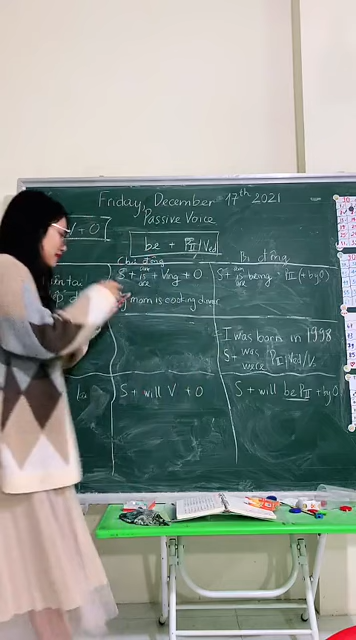 Friday, December 17th 2021
Passive Voice
V + O
be + PII/Ved
Chủ động
Bị động
S + am is are + Ving + O
S + am is are + being + PII (+ by O)
mom is cooking dinner
- I was born in 1998
S + was were PII/Ved/V3
S + will V + O
S + will be PII + by O